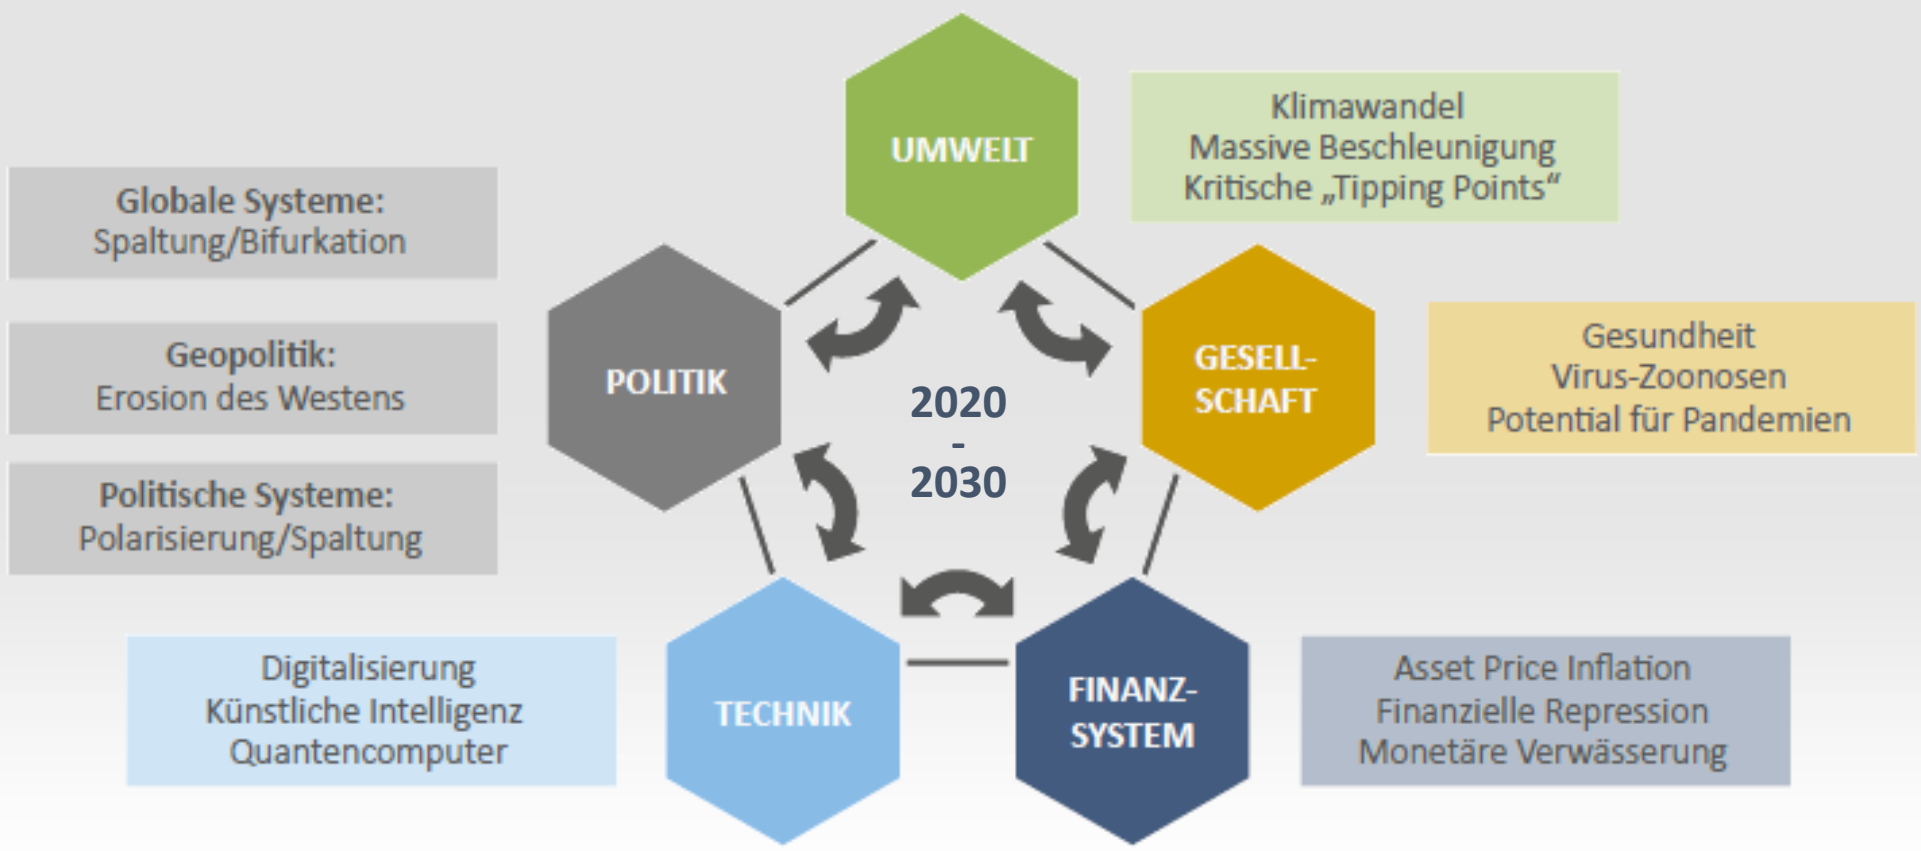 UMWELT
Klimawandel
Massive Beschleunigung
Kritische „Tipping Points“
Globale Systeme:
Spaltung/Bifurkation
Geopolitik:
Erosion des Westens
Politische Systeme:
Polarisierung/Spaltung
POLITIK
2020
-
2030
GESELL-
SCHAFT
Gesundheit
Virus-Zoonosen
Potential für Pandemien
Digitalisierung
Künstliche Intelligenz
Quantencomputer
TECHNIK
FINANZ-
SYSTEM
Asset Price Inflation
Finanzielle Repression
Monetäre Verwässerung